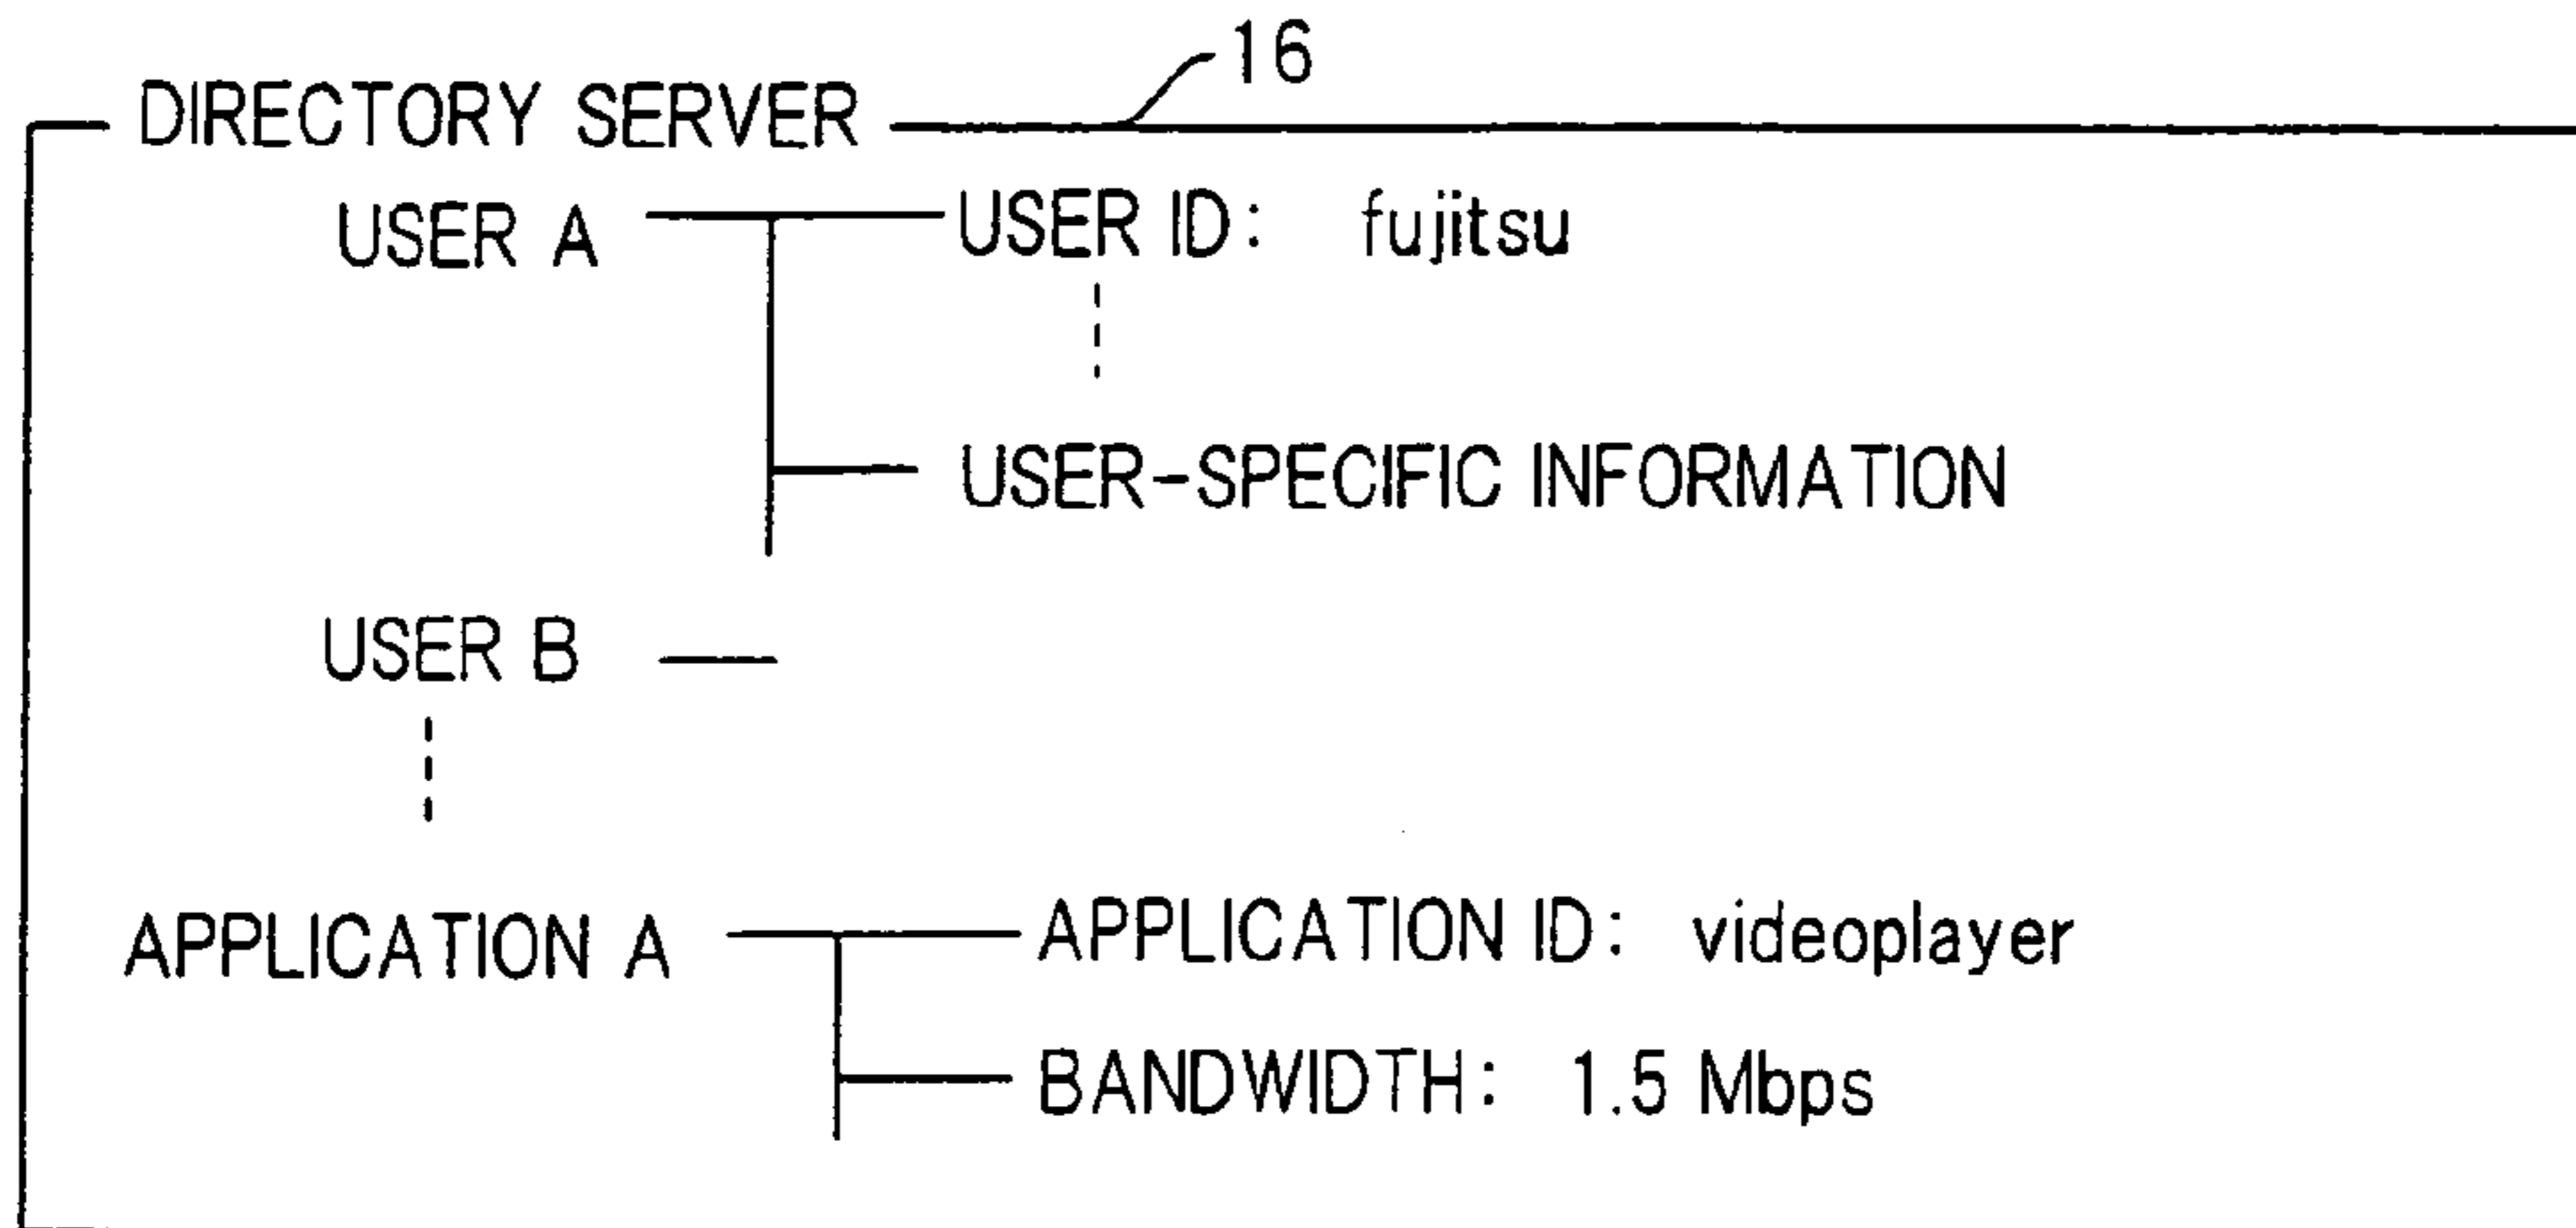 16
DIRECTORY SERVER
USER A USER ID: fujitsu
USER-SPECIFIC INFORMATION
USER B
APPLICATION A APPLICATION ID: videoplayer
BANDWIDTH: 1.5 Mbps